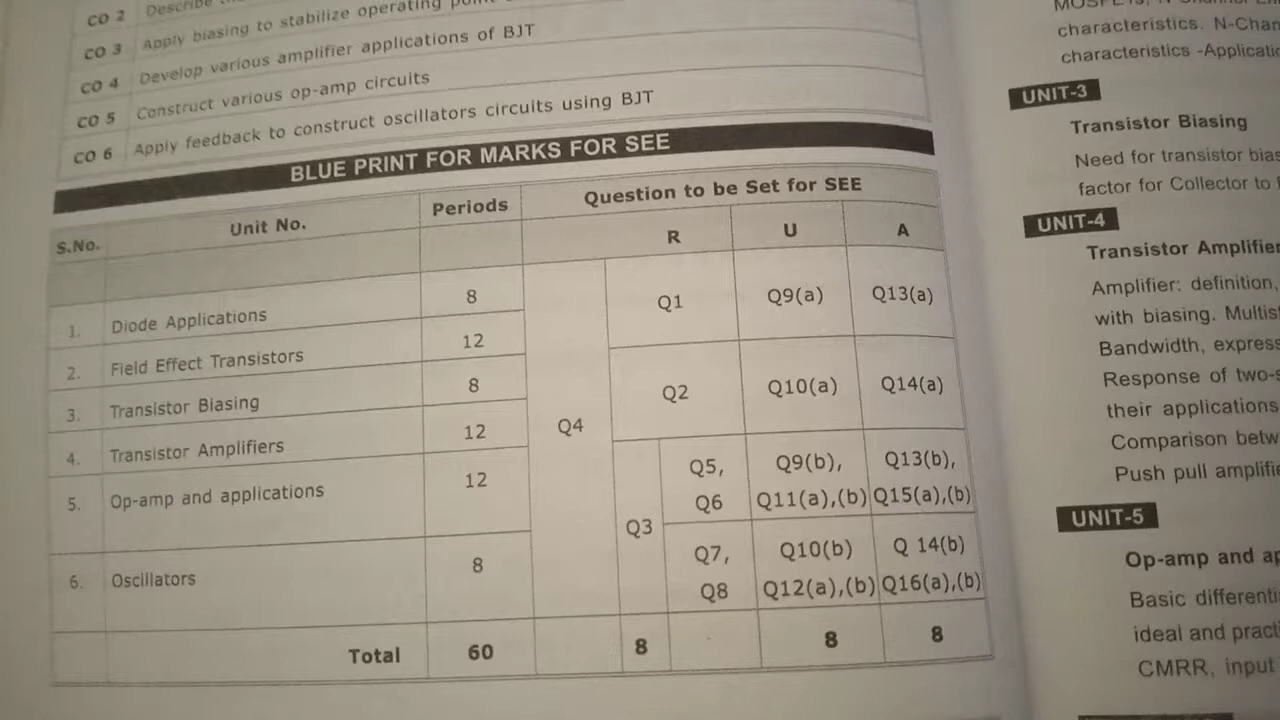 CO 2 Describe
CO 3 Apply biasing to stabilize operating
CO 4 Develop various amplifier applications of BJT
CO 5 Construct various op-amp circuits
CO 6 Apply feedback to construct oscillators circuits using BJT
BLUE PRINT FOR MARKS FOR SEE
S.No. Unit No. Periods Question to be Set for SEE
R U A
1. Diode Applications 8 Q1 Q9(a) Q13(a)
2. Field Effect Transistors 12
3. Transistor Biasing 8 Q2 Q10(a) Q14(a)
4. Transistor Amplifiers 12 Q4
5. Op-amp and applications 12 Q5, Q9(b), Q13(b),
Q6 Q11(a),(b) Q15(a),(b)
Q3
6. Oscillators 8 Q7, Q10(b) Q 14(b)
Q8 Q12(a),(b) Q16(a),(b)
Total 60 8 8 8
characteristics. N-Chan
characteristics -Applicatio
UNIT-3
Transistor Biasing
Need for transistor bias
factor for Collector to
UNIT-4
Transistor Amplifier
Amplifier: definition,
with biasing. Multis
Bandwidth, express
Response of two-s
their applications
Comparison betw
Push pull amplifie
UNIT-5
Op-amp and ap
Basic differenti
ideal and practi
CMRR, input